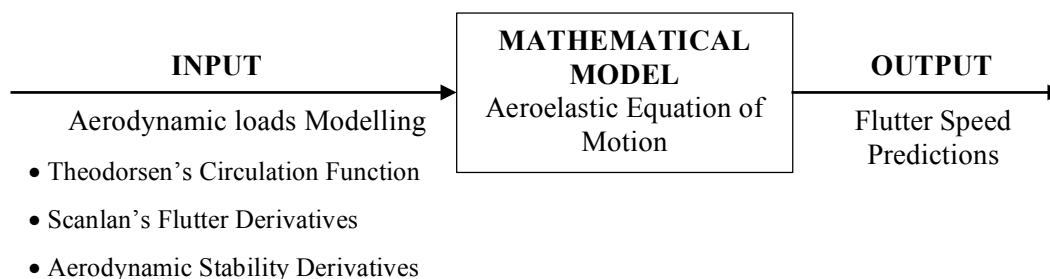 INPUT
Aerodynamic loads Modelling
• Theodorsen's Circulation Function
• Scanlan's Flutter Derivatives
• Aerodynamic Stability Derivatives
MATHEMATICAL
MODEL
Aeroelastic Equation of
Motion
OUTPUT
Flutter Speed
Predictions